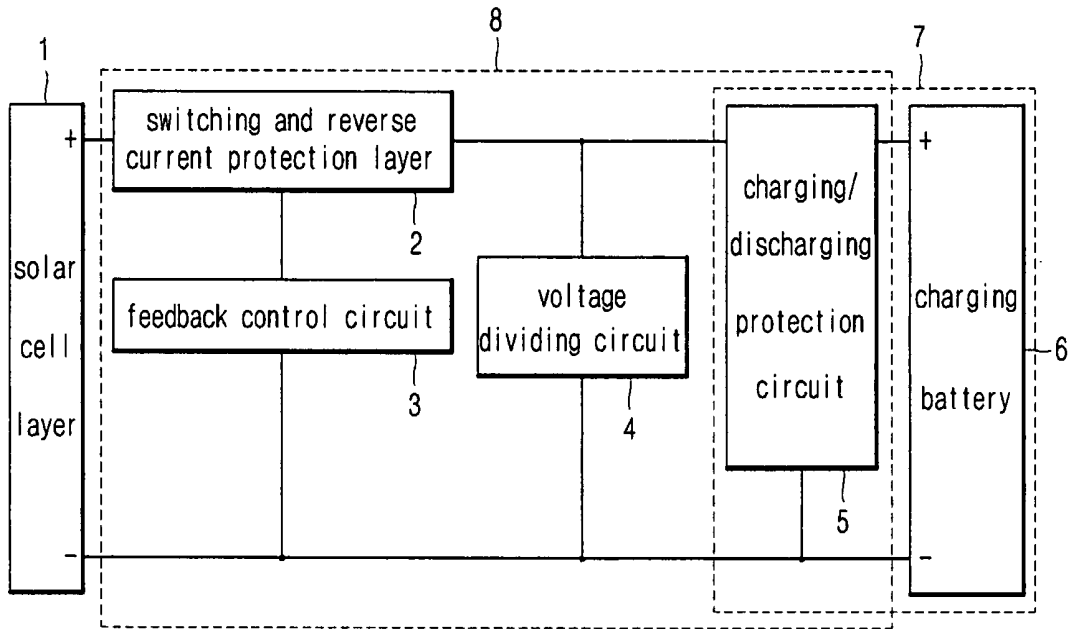 1
8
7
+
switching and reverse
current protection layer
2
solar
cell
layer
feedback control circuit
3
voltage
dividing circuit
4
charging/
discharging
protection
circuit
5
+
charging
battery
6
-
-